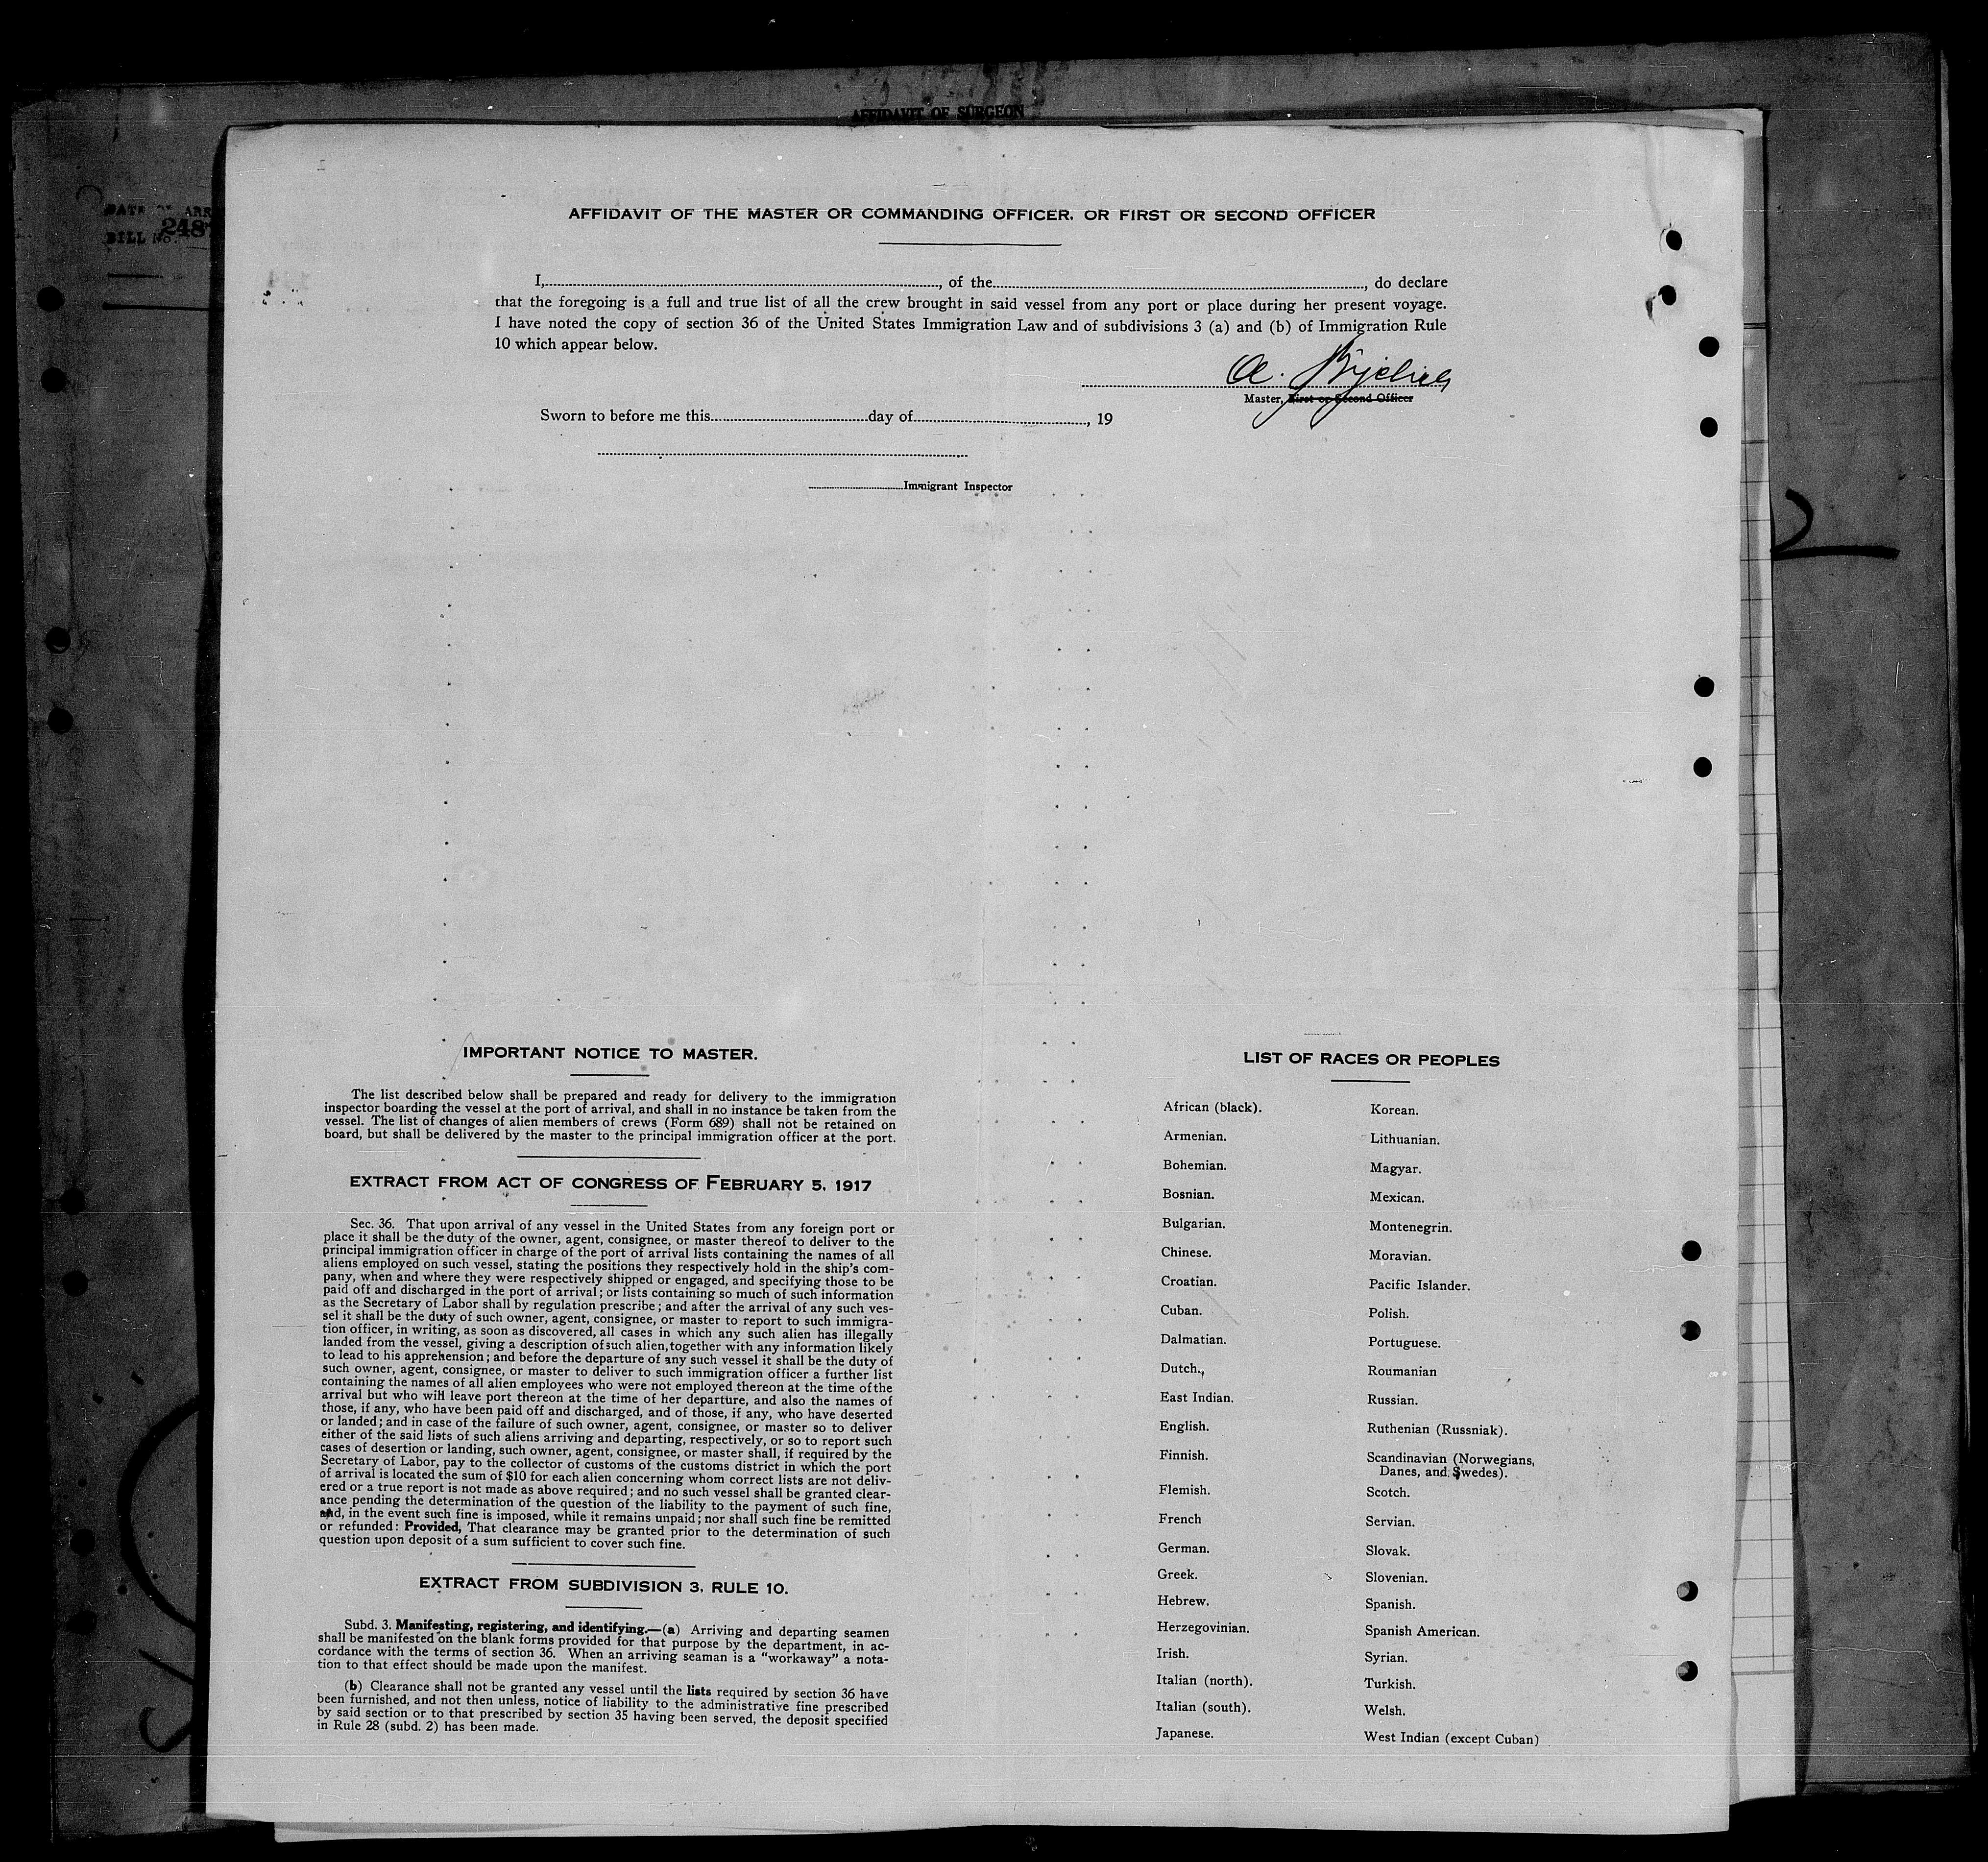 AFFIDAVIT OF SURGEON
DATE OF ARR
BILL No. 248
AFFIDAVIT OF THE MASTER OR COMMANDING OFFICER, OR FIRST OR SECOND OFFICER
I,, of the, do declare
that the foregoing is a full and true list of all the crew brought in said vessel from any port or place during her present voyage.
I have noted the copy of section 36 of the United States Immigration Law and of subdivisions 3 (a) and (b) of Immigration Rule
10 which appear below.
Master, First or Second Officer
Sworn to before me this day of, 19
Immigrant Inspector
IMPORTANT NOTICE TO MASTER.
The list described below shall be prepared and ready for delivery to the immigration
inspector boarding the vessel at the port of arrival, and shall in no instance be taken from the
vessel. The list of changes of alien members of crews (Form 689) shall not be retained on
board, but shall be delivered by the master to the principal immigration officer at the port.
EXTRACT FROM ACT OF CONGRESS OF FEBRUARY 5, 1917
Sec. 36. That upon arrival of any vessel in the United States from any foreign port or
place it shall be the duty of the owner, agent, consignee, or master thereof to deliver to the
principal immigration officer in charge of the port of arrival lists containing the names of all
aliens employed on such vessel, stating the positions they respectively hold in the ship's com-
pany, when and where they were respectively shipped or engaged, and specifying those to be
paid off and discharged in the port of arrival; or lists containing so much of such information
as the Secretary of Labor shall by regulation prescribe; and after the arrival of any such ves-
sel it shall be the duty of such owner, agent, consignee, or master to report to such immigra-
tion officer, in writing, as soon as discovered, all cases in which any such alien has illegally
landed from the vessel, giving a description of such alien, together with any information likely
to lead to his apprehension; and before the departure of any such vessel it shall be the duty of
such owner, agent, consignee, or master to deliver to such immigration officer a further list
containing the names of all alien employees who were not employed thereon at the time of the
arrival but who will leave port thereon at the time of her departure, and also the names of
those, if any, who have been paid off and discharged, and of those, if any, who have deserted
or landed; and in case of the failure of such owner, agent, consignee, or master so to deliver
either of the said lists of such aliens arriving and departing, respectively, or so to report such
cases of desertion or landing, such owner, agent, consignee, or master shall, if required by the
Secretary of Labor, pay to the collector of customs of the customs district in which the port
of arrival is located the sum of $10 for each alien concerning whom correct lists are not deliv-
ered or a true report is not made as above required; and no such vessel shall be granted clear-
ance pending the determination of the question of the liability to the payment of such fine,
and, in the event such fine is imposed, while it remains unpaid; nor shall such fine be remitted
or refunded: Provided, That clearance may be granted prior to the determination of such
question upon deposit of a sum sufficient to cover such fine.
EXTRACT FROM SUBDIVISION 3, RULE 10.
Subd. 3. Manifesting, registering, and identifying.—(a) Arriving and departing seamen
shall be manifested on the blank forms provided for that purpose by the department, in ac-
cordance with the terms of section 36. When an arriving seaman is a "workaway" a nota-
tion to that effect should be made upon the manifest.
(b) Clearance shall not be granted any vessel until the lists required by section 36 have
been furnished, and not then unless, notice of liability to the administrative fine prescribed
by said section or to that prescribed by section 35 having been served, the deposit specified
in Rule 28 (subd. 2) has been made.
LIST OF RACES OR PEOPLES
African (black).
Armenian.
Bohemian.
Bosnian.
Bulgarian.
Chinese.
Croatian.
Cuban.
Dalmatian.
Dutch.
East Indian.
English.
Finnish.
Flemish.
French
German.
Greek.
Hebrew.
Herzegovinian.
Irish.
Italian (north).
Italian (south).
Japanese.
Korean.
Lithuanian.
Magyar.
Mexican.
Montenegrin.
Moravian.
Pacific Islander.
Polish.
Portuguese.
Roumanian
Russian.
Ruthenian (Russniak).
Scandinavian (Norwegians,
Danes, and Swedes).
Scotch.
Servian.
Slovak.
Slovenian.
Spanish.
Spanish American.
Syrian.
Turkish.
Welsh.
West Indian (except Cuban)